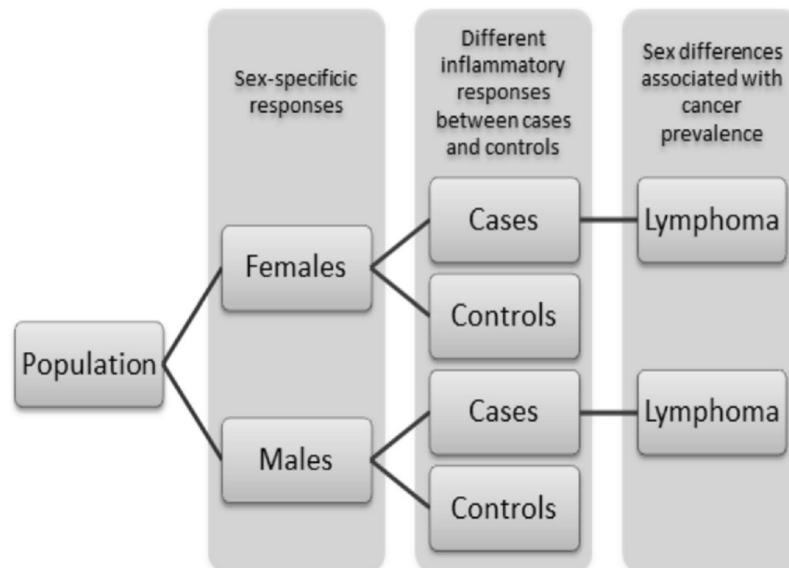 Sex-specificic
responses
Different
inflammatory
responses
between cases
and controls
Sex differences
associated with
cancer
prevalence
Population
Females
Males
Cases
Controls
Cases
Controls
Lymphoma
Lymphoma